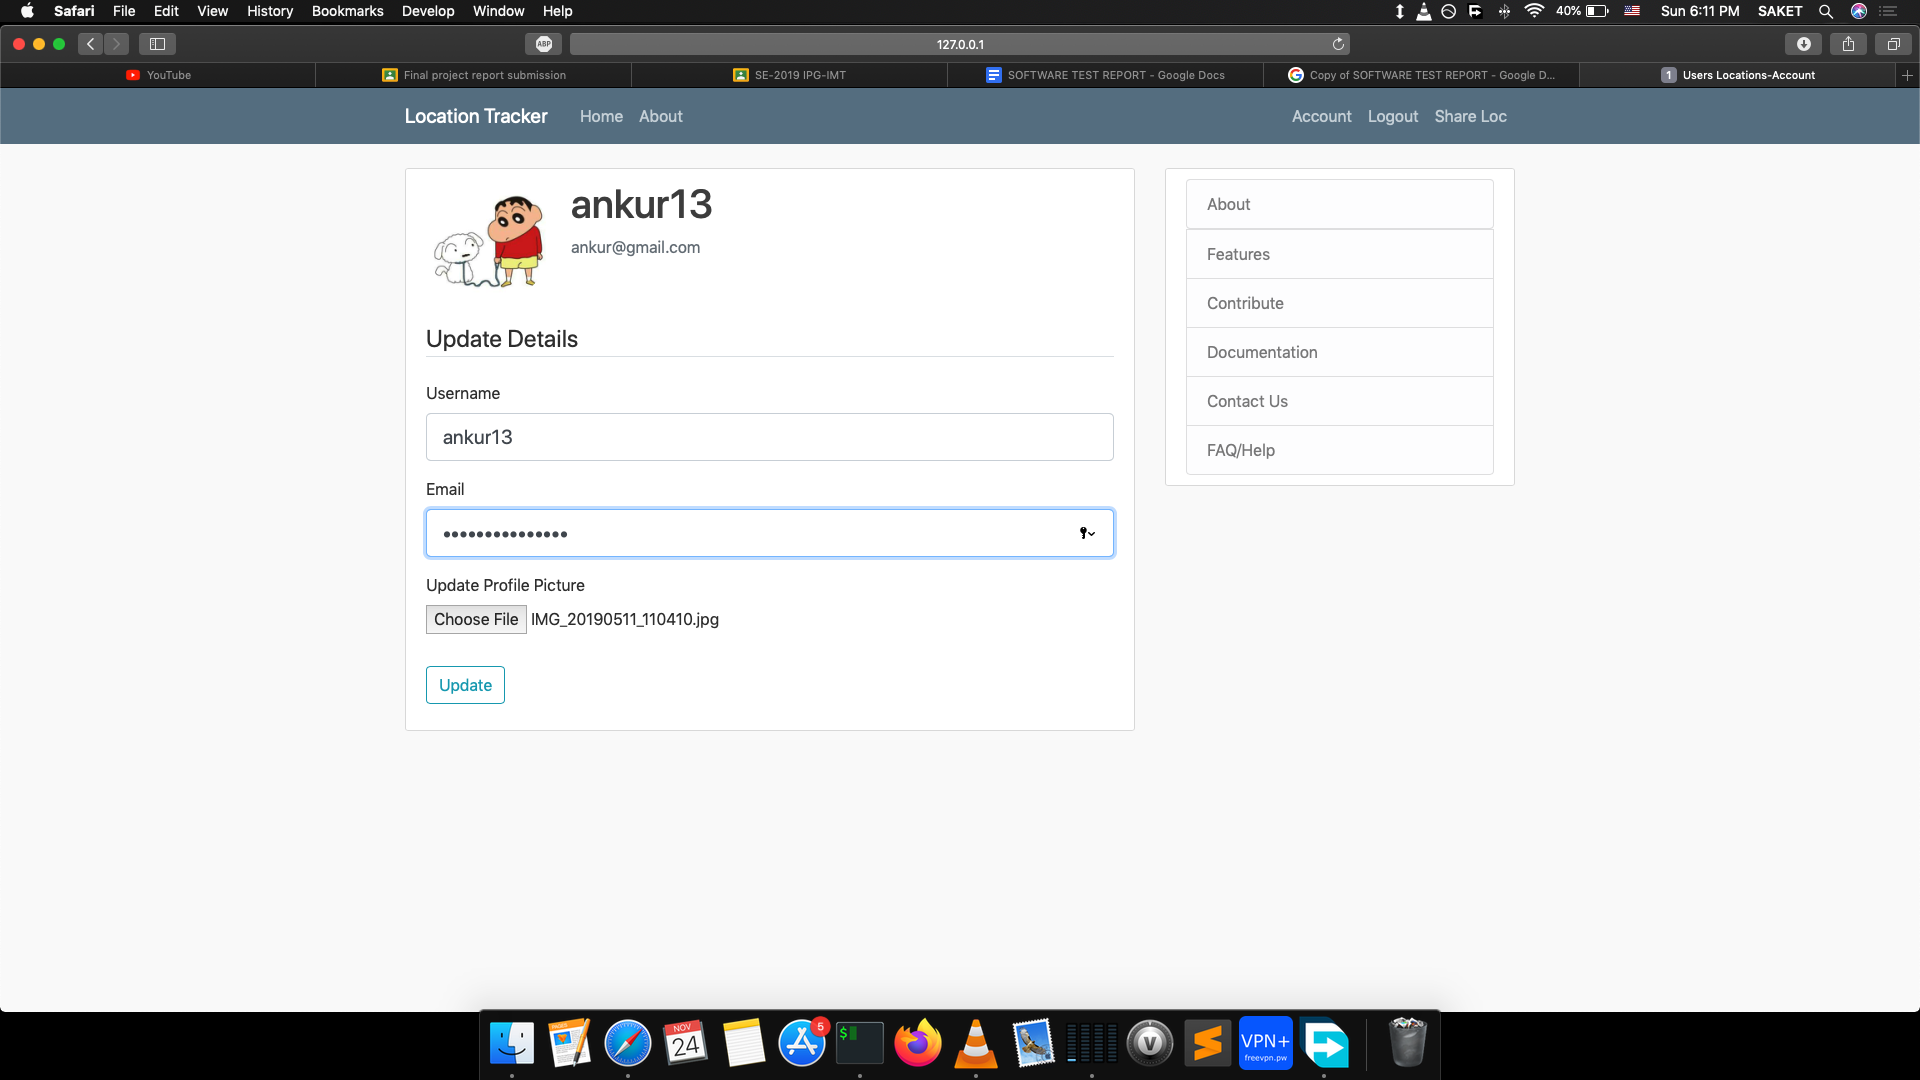 Safari File Edit View History Bookmarks Develop Window Help 40% Sun 6:11 PM SAKET
ABP 127.0.0.1
YouTube Final project report submission SE-2019 IPG-IMT SOFTWARE TEST REPORT - Google Docs Copy of SOFTWARE TEST REPORT - Google D... 1 Users Locations-Account
Location Tracker Home About Account Logout Share Loc
ankur13
ankur@gmail.com
Update Details
Username
ankur13
Email
•••••••••••••••
Update Profile Picture
Choose File IMG_20190511_110410.jpg
Update
About
Features
Contribute
Documentation
Contact Us
FAQ/Help
PAGES
NOV
24
5
$
V
VPN+
freevpn.pw